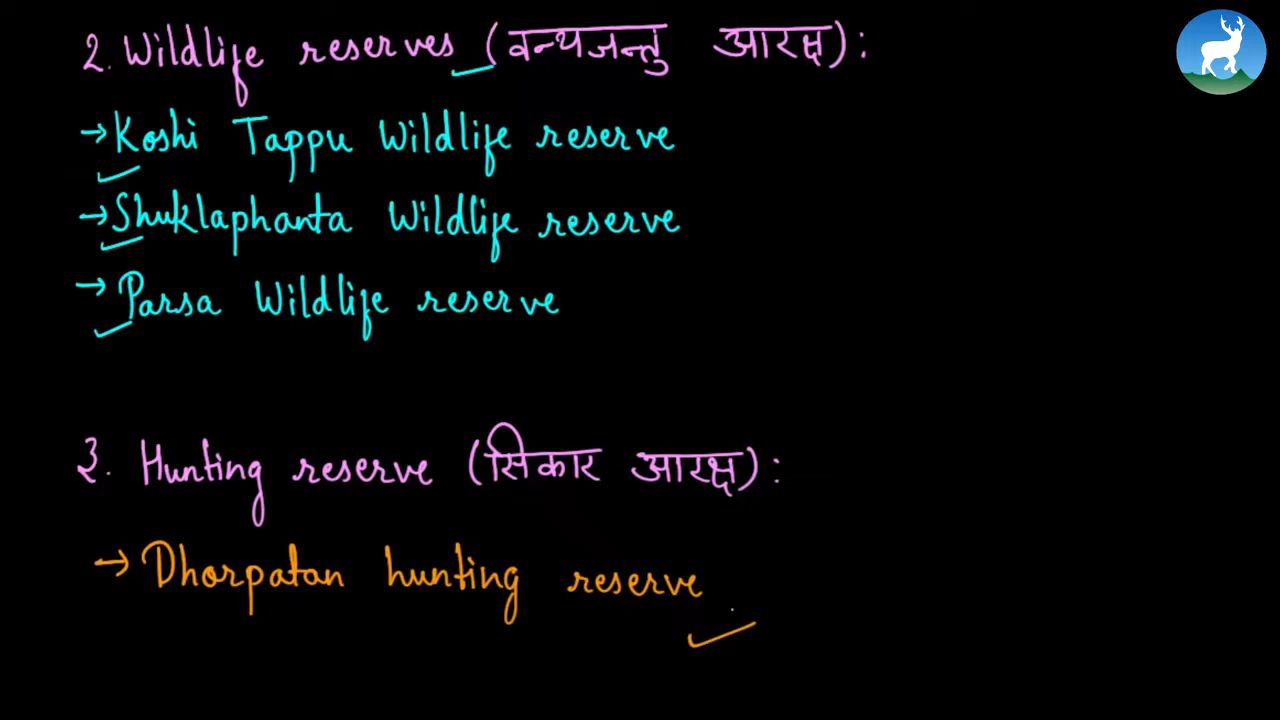 2. Wildlife reserves (वन्यजन्तु आरक्ष):
→ Koshi Tappu Wildlife reserve
→ Shuklaphanta Wildlife reserve
→ Parsa Wildlife reserve
3. Hunting reserve (सिकार आरक्ष):
→ Dhorpatan hunting reserve